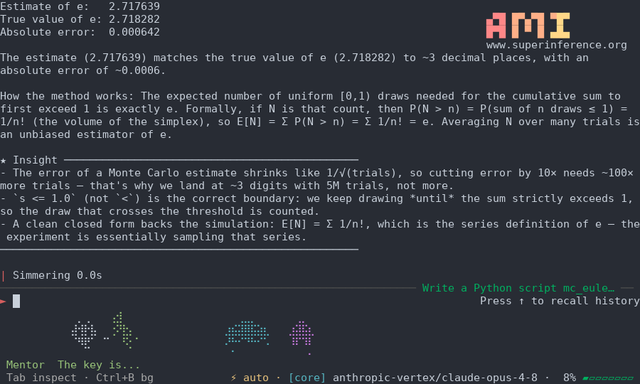 Estimate of e:   2.717639
True value of e: 2.718282
Absolute error:  0.000642
AMI
www.superinference.org
The estimate (2.717639) matches the true value of e (2.718282) to ~3 decimal places, with an
absolute error of ~0.0006.
How the method works: The expected number of uniform [0,1) draws needed for the cumulative sum to
first exceed 1 is exactly e. Formally, if N is that count, then P(N > n) = P(sum of n draws ≤ 1) =
1/n! (the volume of the simplex), so E[N] = Σ P(N > n) = Σ 1/n! = e. Averaging N over many trials is
an unbiased estimator of e.
★ Insight
- The error of a Monte Carlo estimate shrinks like 1/√(trials), so cutting error by 10× needs ~100×
more trials — that's why we land at ~3 digits with 5M trials, not more.
- `s <= 1.0` (not `<`) is the correct boundary: we keep drawing *until* the sum strictly exceeds 1,
so the draw that crosses the threshold is counted.
- A clean closed form backs the simulation: E[N] = Σ 1/n!, which is the series definition of e — the
experiment is essentially sampling that series.
| Simmering 0.0s
Write a Python script mc_eule…
Press ↑ to recall history
Mentor  The key is...
Tab inspect · Ctrl+B bg
⚡ auto · [core] anthropic-vertex/claude-opus-4-8 ·  8%